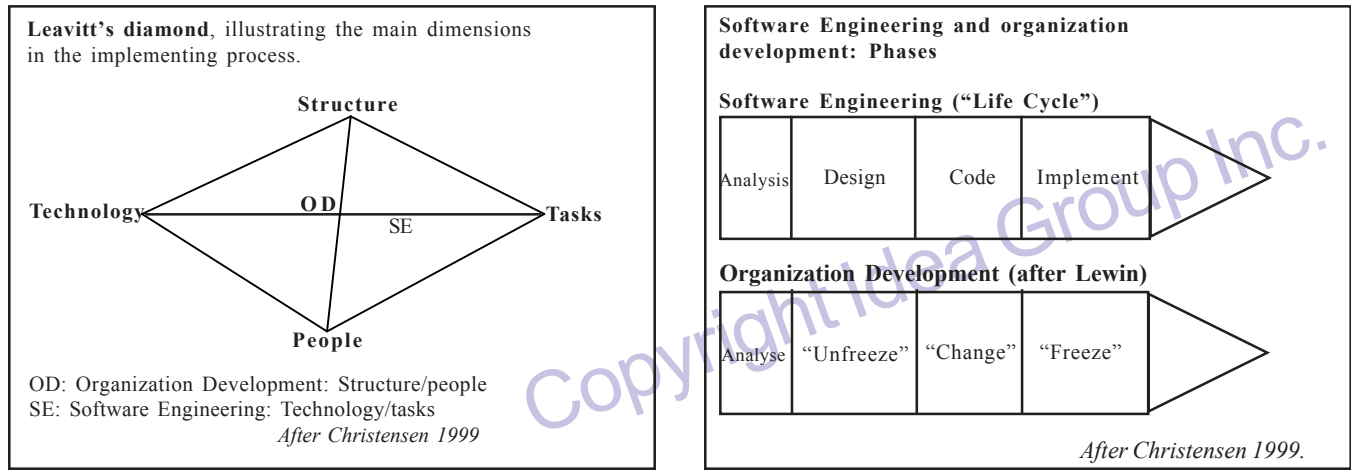 Leavitt's diamond, illustrating the main dimensions
in the implementing process.
Structure
Technology
OD
SE
Tasks
People
OD: Organization Development: Structure/people
SE: Software Engineering: Technology/tasks
After Christensen 1999
Software Engineering and organization
development: Phases
Software Engineering (“Life Cycle”)
Analysis Design Code Implement
Organization Development (after Lewin)
Analyse “Unfreeze” “Change” “Freeze”
After Christensen 1999.
Copyright Idea Group Inc.